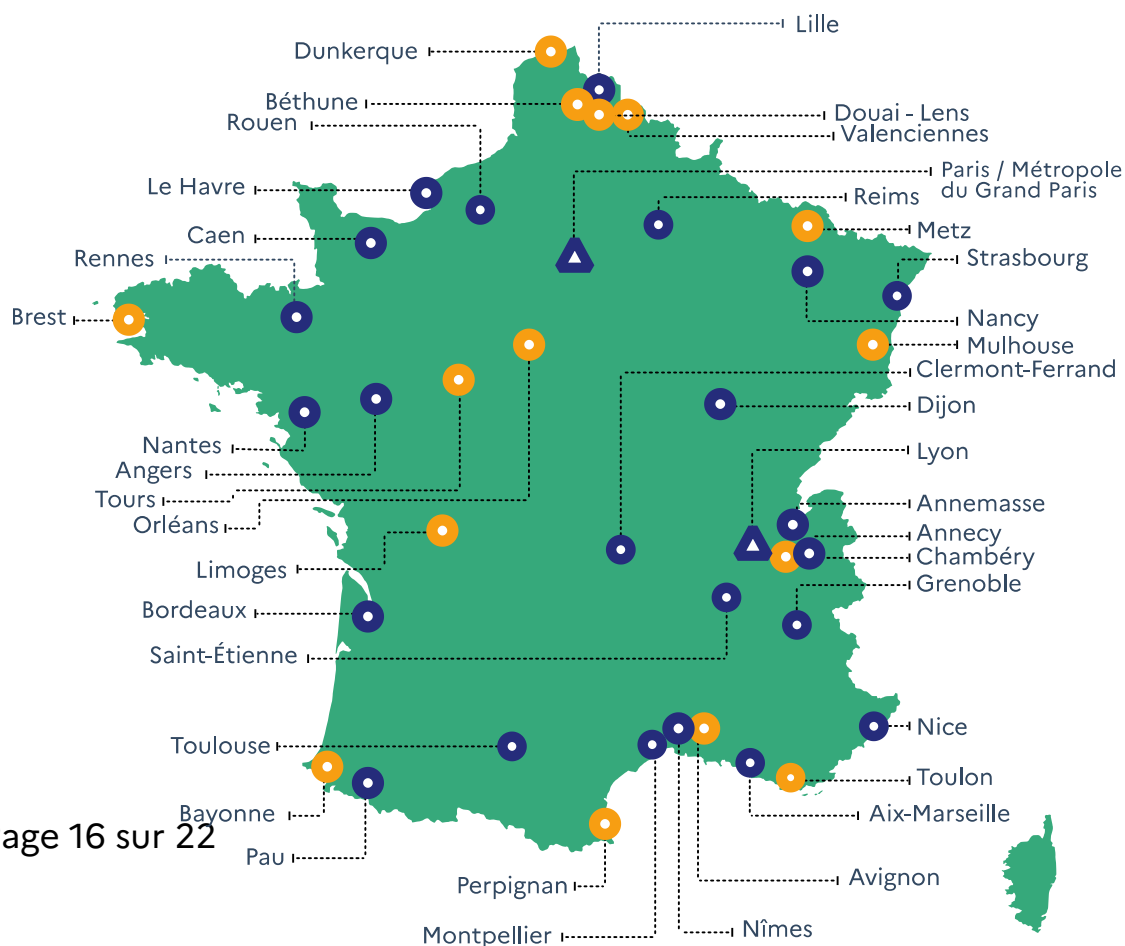 Lille
Dunkerque
Béthune
Rouen
Douai - Lens
Valenciennes
Paris / Métropole
du Grand Paris
Le Havre
Reims
Caen
Metz
Rennes
Strasbourg
Brest
Nancy
Mulhouse
Clermont-Ferrand
Dijon
Nantes
Angers
Lyon
Tours
Orléans
Annemasse
Annecy
Chambéry
Limoges
Grenoble
Bordeaux
Saint-Étienne
Nice
Toulouse
Toulon
Bayonne
Aix-Marseille
age 16 sur 22
Pau
Avignon
Perpignan
Nîmes
Montpellier